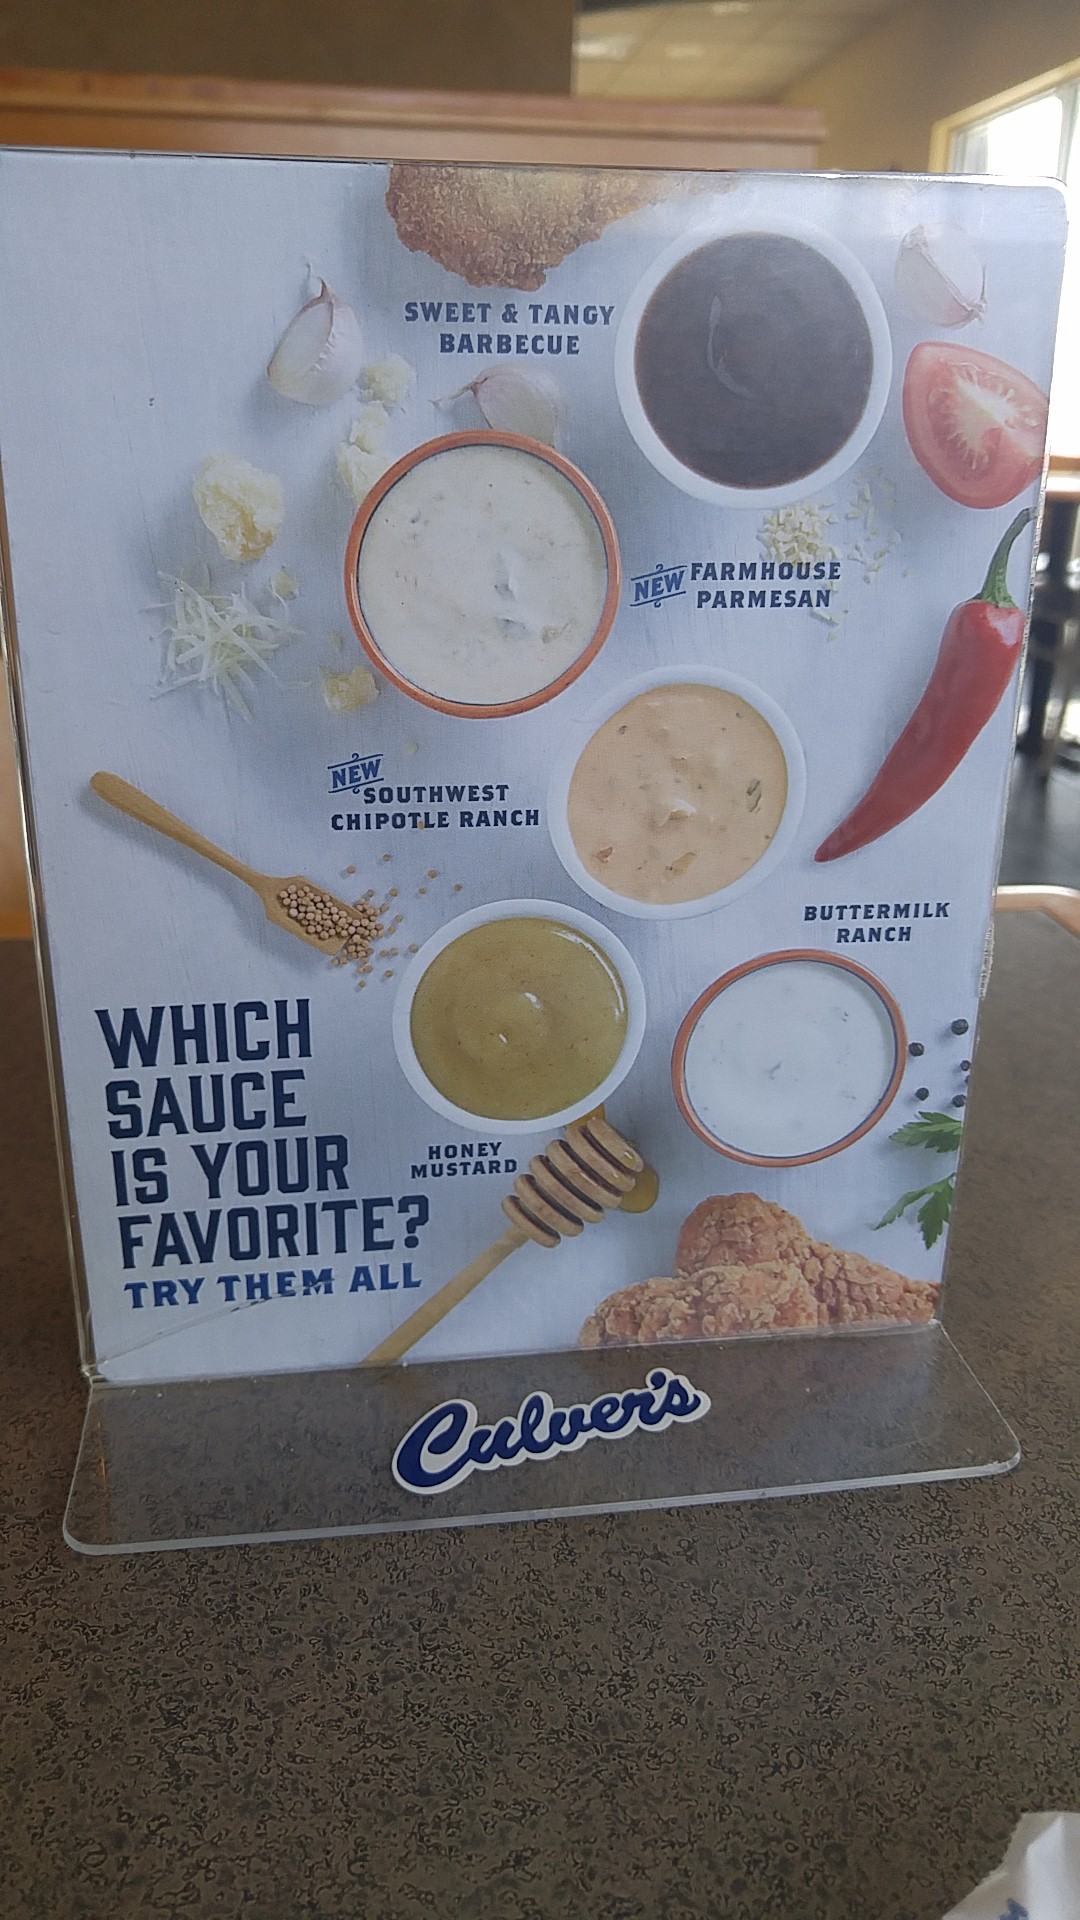 SWEET & TANGY
BARBECUE
NEW FARMHOUSE
PARMESAN
NEW
SOUTHWEST
CHIPOTLE RANCH
BUTTERMILK
RANCH
HONEY
MUSTARD
WHICH
SAUCE
IS YOUR
FAVORITE?
TRY THEM ALL
Culver's